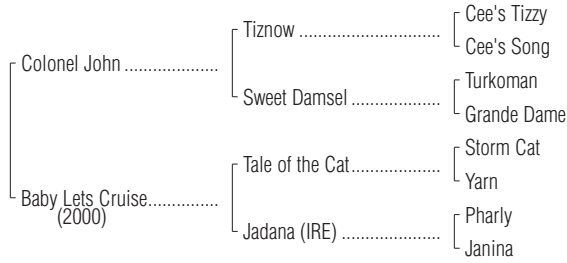 Cee's Tizzy
Tiznow
Cee's Song
Colonel John
Turkoman
Sweet Damsel
Grande Dame
Storm Cat
Tale of the Cat
Yarn
Baby Lets Cruise
(2000)
Pharly
Jadana (IRE)
Janina